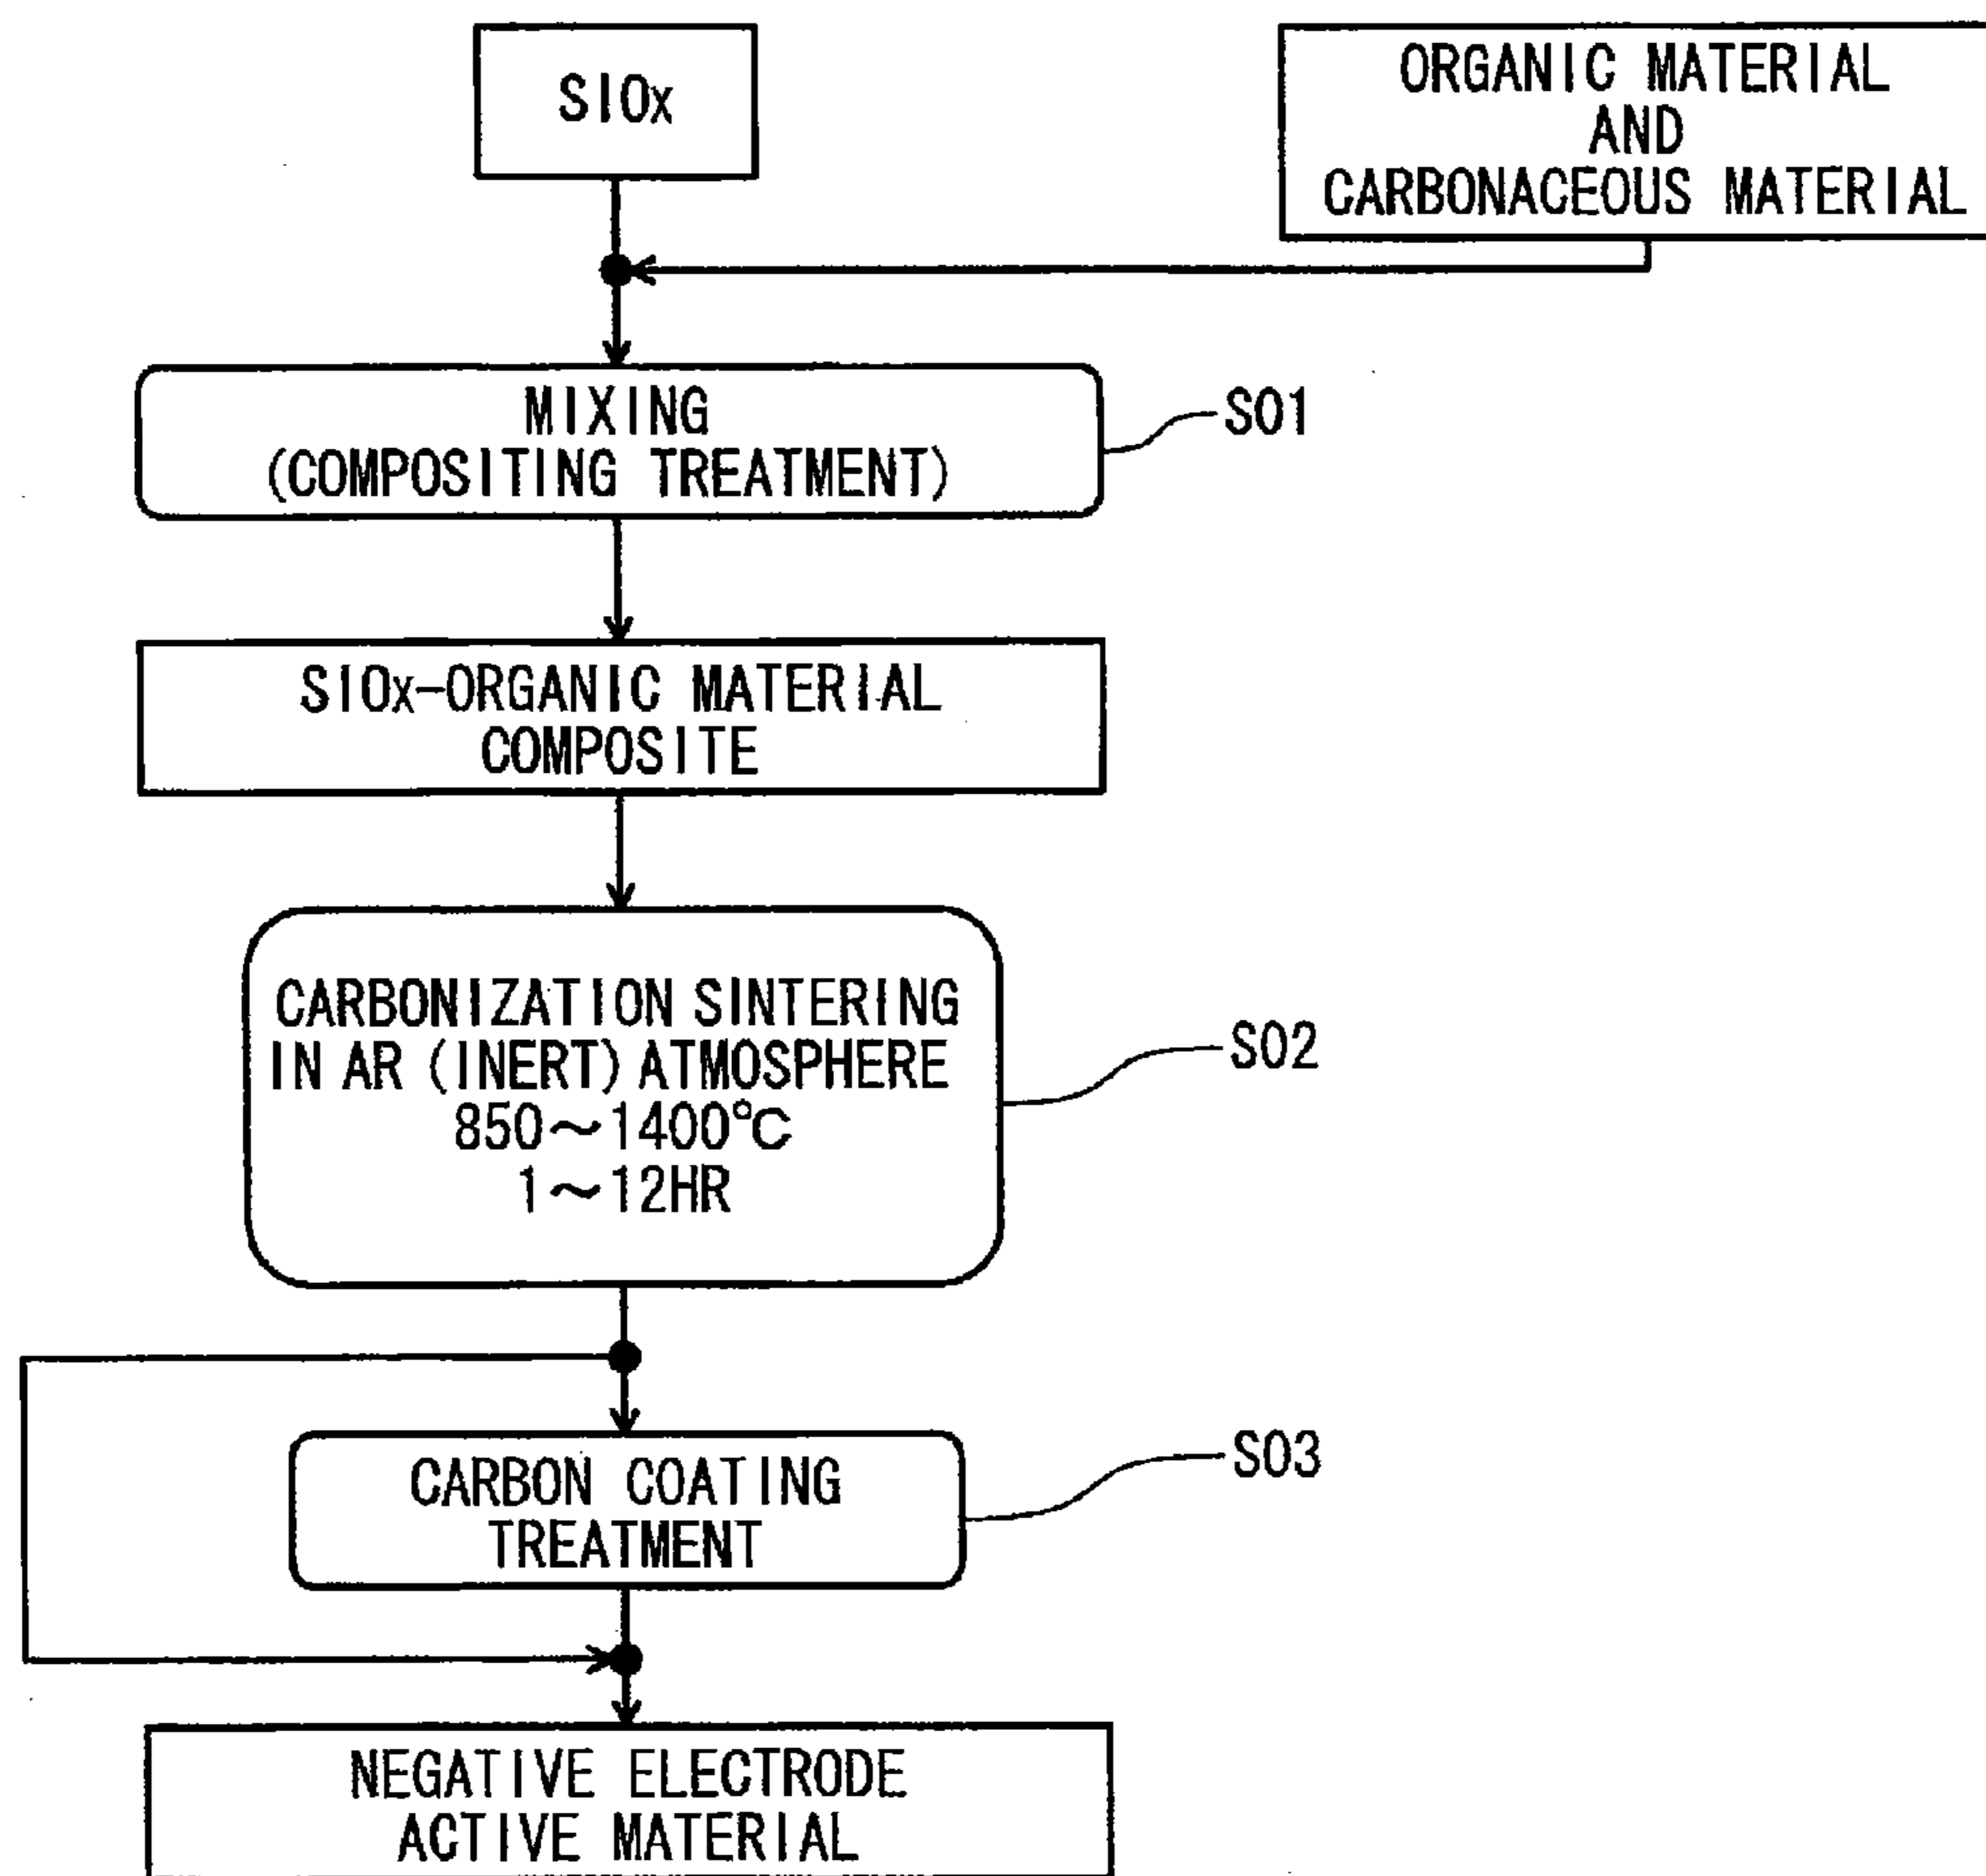 SIOx
ORGANIC MATERIAL
AND
CARBONACEOUS MATERIAL
MIXING
(COMPOSITING TREATMENT)
S01
SIOx-ORGANIC MATERIAL
COMPOSITE
CARBONIZATION SINTERING
IN AR (INERT) ATMOSPHERE
850～1400℃
1～12HR
S02
CARBON COATING
TREATMENT
S03
NEGATIVE ELECTRODE
ACTIVE MATERIAL